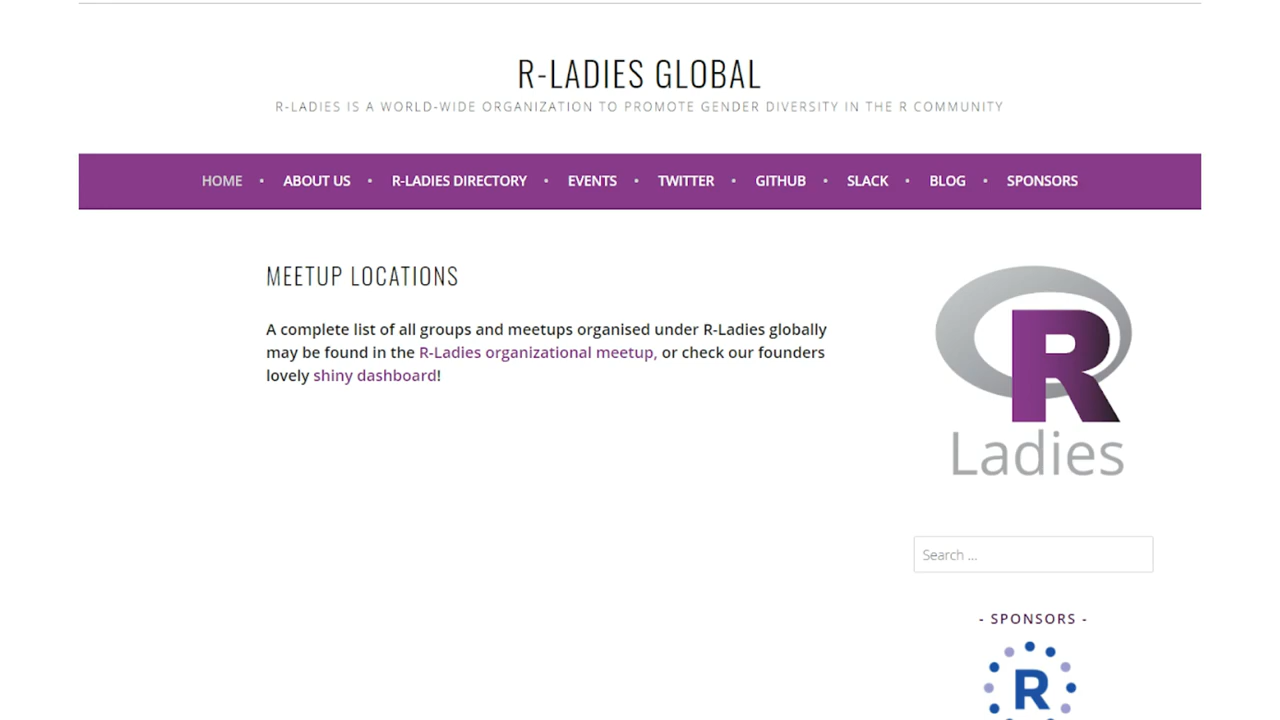 R-LADIES GLOBAL
R-LADIES IS A WORLD-WIDE ORGANIZATION TO PROMOTE GENDER DIVERSITY IN THE R COMMUNITY
HOME · ABOUT US · R-LADIES DIRECTORY · EVENTS · TWITTER · GITHUB · SLACK · BLOG · SPONSORS
MEETUP LOCATIONS
A complete list of all groups and meetups organised under R-Ladies globally
may be found in the R-Ladies organizational meetup, or check our founders
lovely shiny dashboard!
R
Ladies
Search ...
- SPONSORS -
R